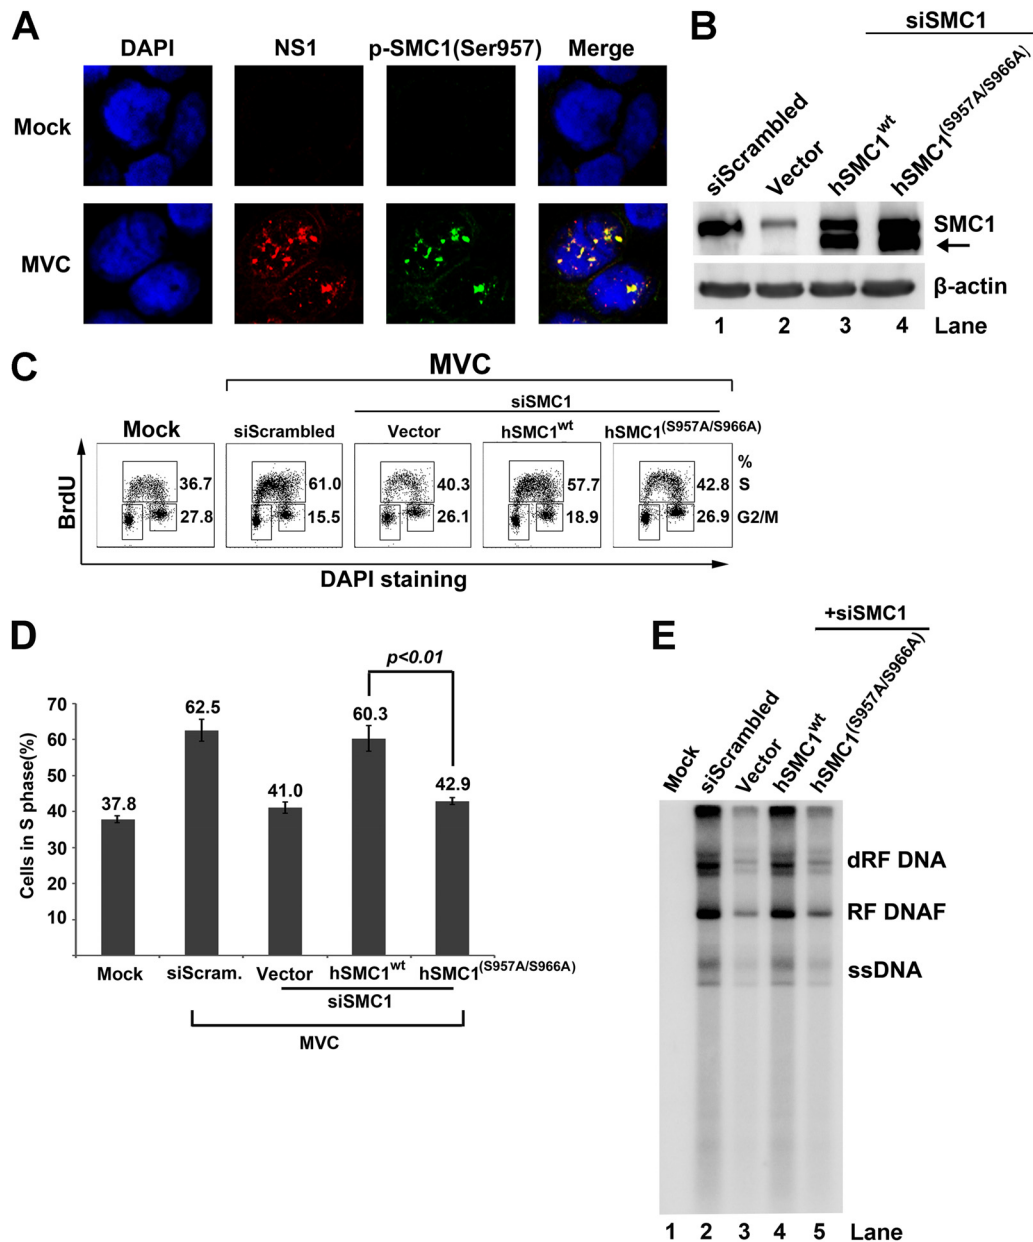 A
DAPI NS1 p-SMC1(Ser957) Merge
Mock
MVC
B
siSMC1
siScrambled
Vector
hSMC1wt
hSMC1(S957A/S966A)
SMC1
β-actin
1 2 3 4 Lane
C
MVC
siSMC1
Mock siScrambled Vector hSMC1wt hSMC1(S957A/S966A)
%
36.7 61.0 40.3 57.7 42.8 S
27.8 15.5 26.1 18.9 26.9 G2/M
BrdU
DAPI staining
D
p<0.01
Cells in S phase(%)
70
60
50
40
30
20
10
37.8 62.5 41.0 60.3 42.9
Mock siScram. Vector hSMC1wt hSMC1(S957A/S966A)
siSMC1
MVC
E
+siSMC1
Mock
siScrambled
Vector
hSMC1wt
hSMC1(S957A/S966A)
dRF DNA
RF DNAF
ssDNA
1 2 3 4 5 Lane